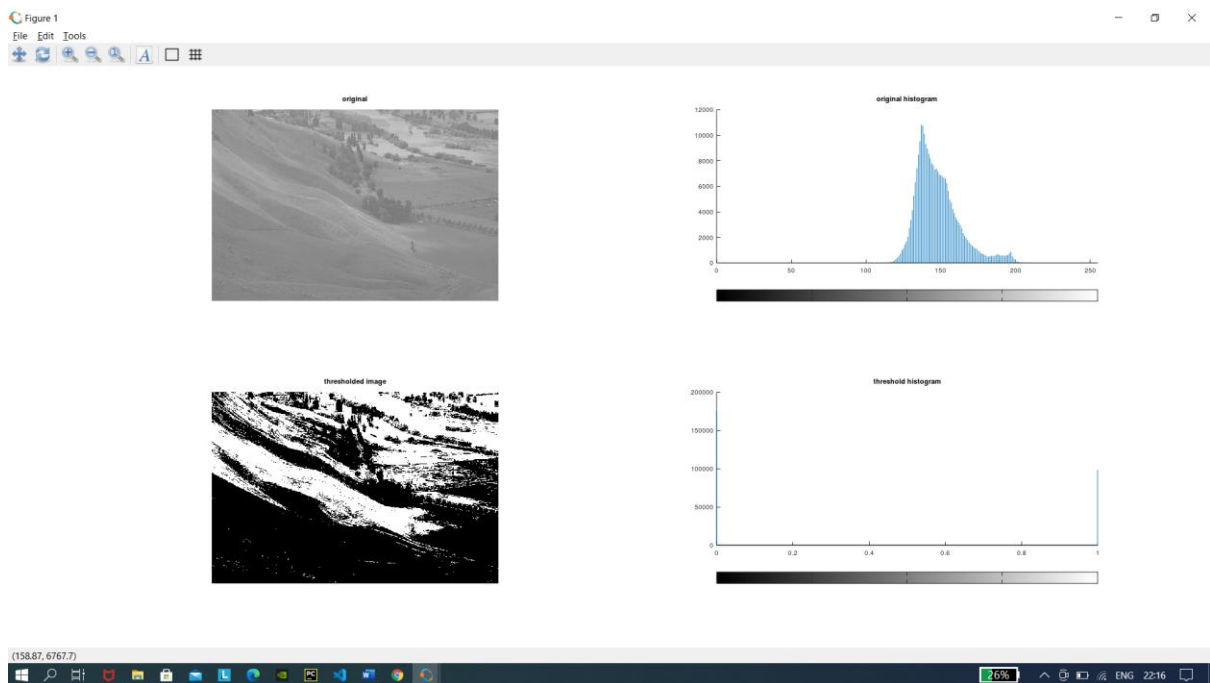 Figure 1
File Edit Tools
A
original
original histogram
12000
10000
8000
6000
4000
2000
0
0 50 100 150 200 250
thresholded image
threshold histogram
200000
150000
100000
50000
0
0 0.2 0.4 0.6 0.8 1
(158.87, 6767.7)
L PC W 26% ENG 22:16